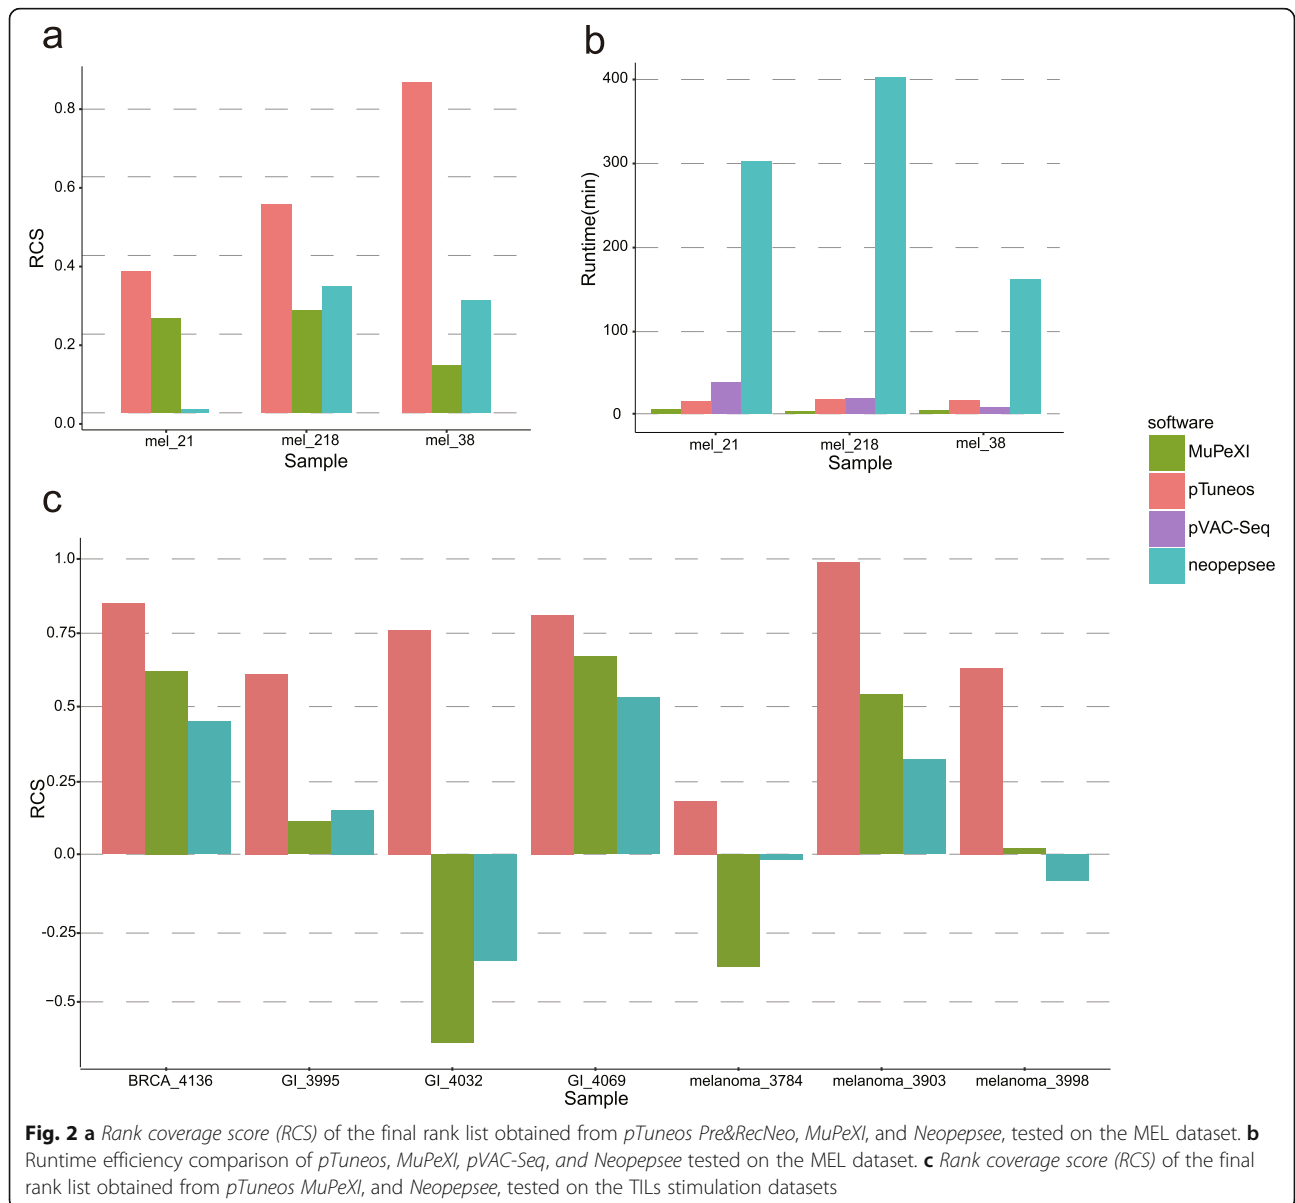 a
0.8
0.6
0.4
0.2
0.0
RCS
mel_21 mel_218 mel_38
Sample
b
400
300
200
100
0
Runtime(min)
mel_21 mel_218 mel_38
Sample
software
MuPeXI
pTuneos
pVAC-Seq
neopepsee
c
1.0
0.75
0.5
0.25
0.0
-0.25
−0.5
RCS
BRCA_4136 GI_3995 GI_4032 GI_4069 melanoma_3784 melanoma_3903 melanoma_3998
Sample
Fig. 2 a Rank coverage score (RCS) of the final rank list obtained from pTuneos Pre&RecNeo, MuPeXI, and Neopepsee, tested on the MEL dataset. b
Runtime efficiency comparison of pTuneos, MuPeXI, pVAC-Seq, and Neopepsee tested on the MEL dataset. c Rank coverage score (RCS) of the final
rank list obtained from pTuneos MuPeXI, and Neopepsee, tested on the TILs stimulation datasets